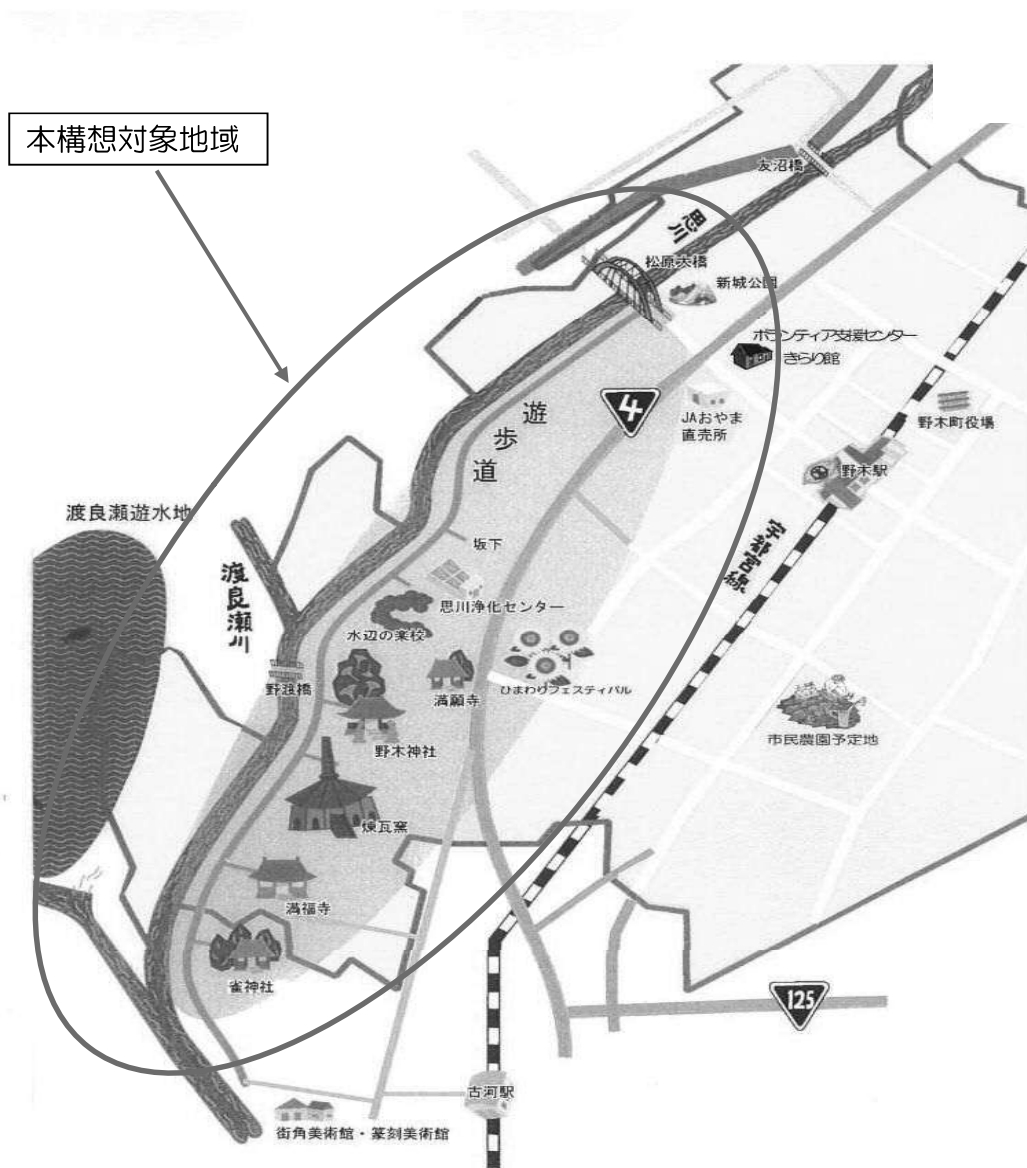 本構想対象地域
友沼橋
思川
松原大橋
新城公園
ボランティア支援センター
きらり館
4
JAおやま
直売所
野木町役場
野木駅
遊歩道
宇都宮線
渡良瀬遊水地
渡良瀬川
坂下
思川浄化センター
水辺の楽校
野渡橋
満願寺
ひまわりフェスティバル
野木神社
市民農園予定地
煉瓦窯
満福寺
雀神社
125
古河駅
街角美術館・篆刻美術館